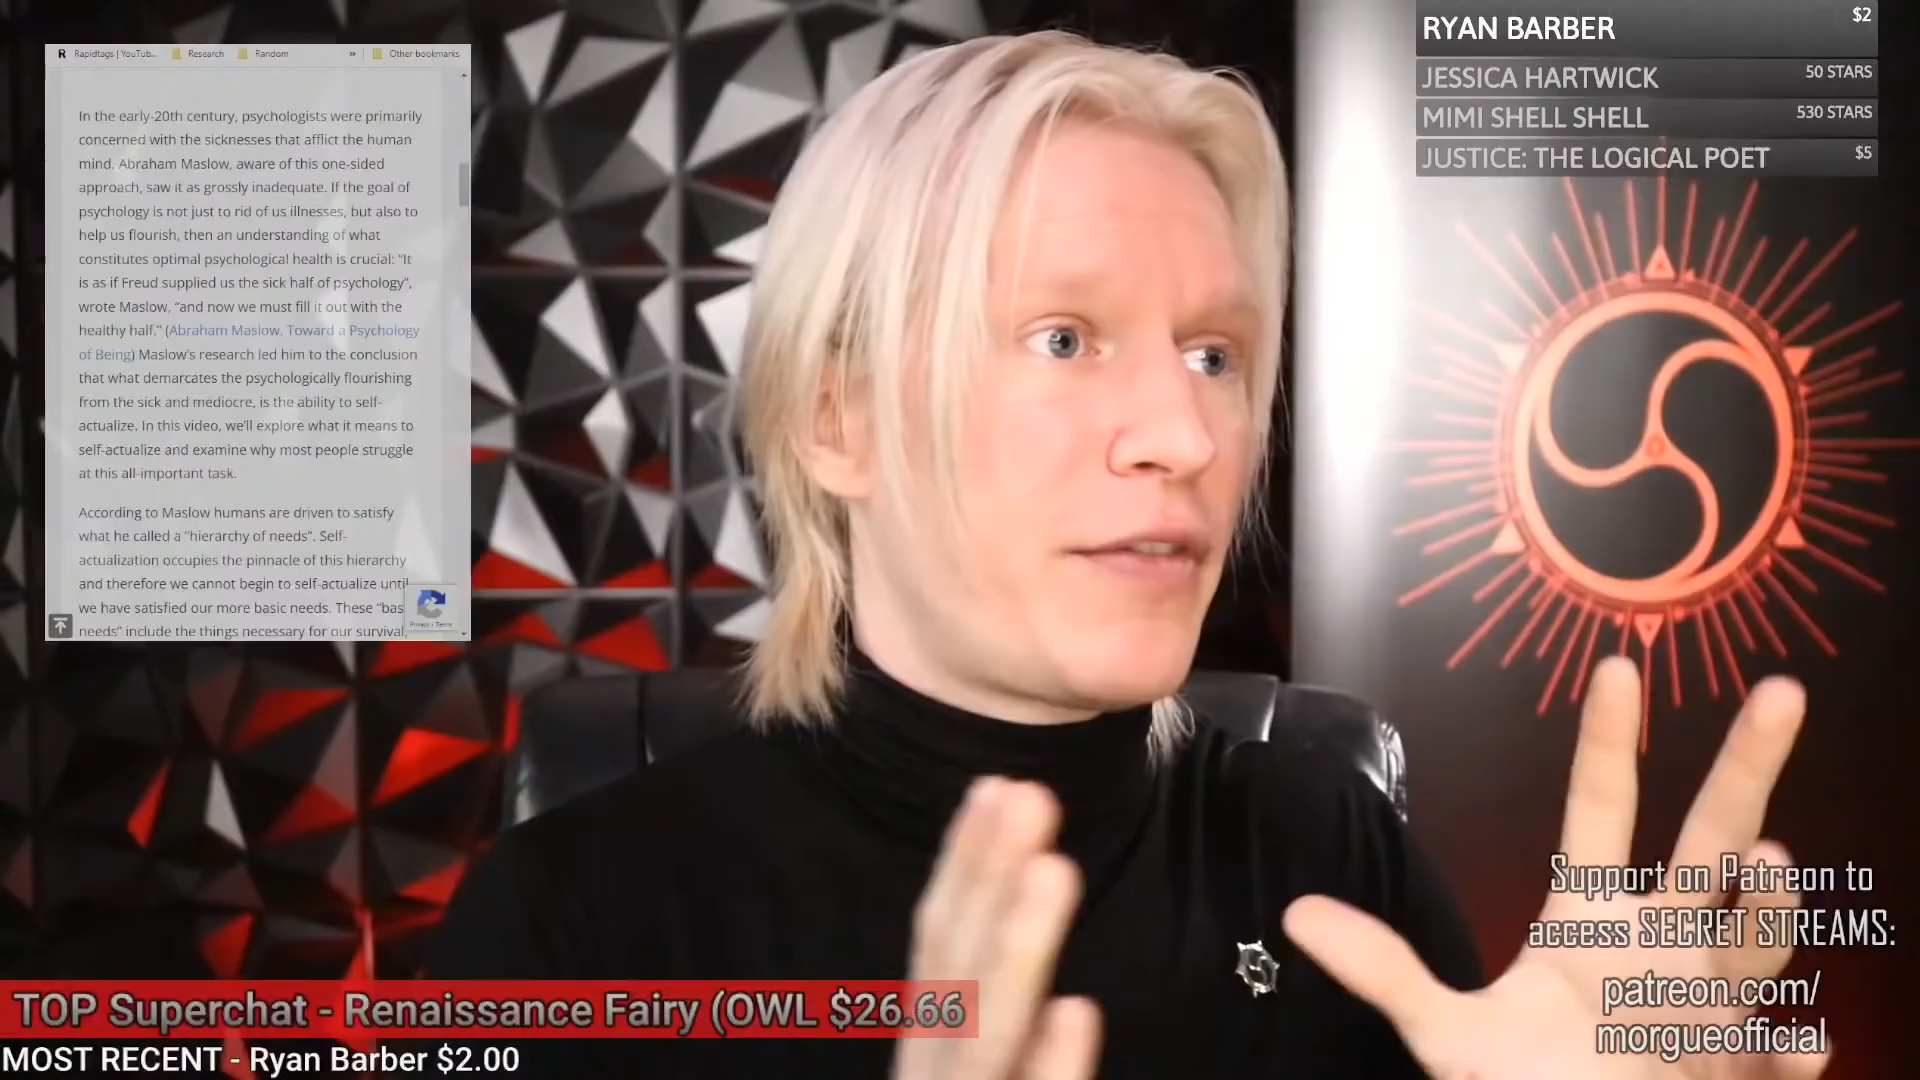 R Rapidtags | YouTub... Research Random » Other bookmarks
In the early-20th century, psychologists were primarily
concerned with the sicknesses that afflict the human
mind. Abraham Maslow, aware of this one-sided
approach, saw it as grossly inadequate. If the goal of
psychology is not just to rid of us illnesses, but also to
help us flourish, then an understanding of what
constitutes optimal psychological health is crucial: “It
is as if Freud supplied us the sick half of psychology”,
wrote Maslow, “and now we must fill it out with the
healthy half.” (Abraham Maslow, Toward a Psychology
of Being) Maslow’s research led him to the conclusion
that what demarcates the psychologically flourishing
from the sick and mediocre, is the ability to self-
actualize. In this video, we’ll explore what it means to
self-actualize and examine why most people struggle
at this all-important task.
According to Maslow humans are driven to satisfy
what he called a “hierarchy of needs”. Self-
actualization occupies the pinnacle of this hierarchy
and therefore we cannot begin to self-actualize until
we have satisfied our more basic needs. These “bas
needs” include the things necessary for our survival,
Privacy - Terms
RYAN BARBER $2
JESSICA HARTWICK 50 STARS
MIMI SHELL SHELL 530 STARS
JUSTICE: THE LOGICAL POET $5
Support on Patreon to
access SECRET STREAMS:
patreon.com/
morgueofficial
TOP Superchat - Renaissance Fairy (OWL $26.66
MOST RECENT - Ryan Barber $2.00